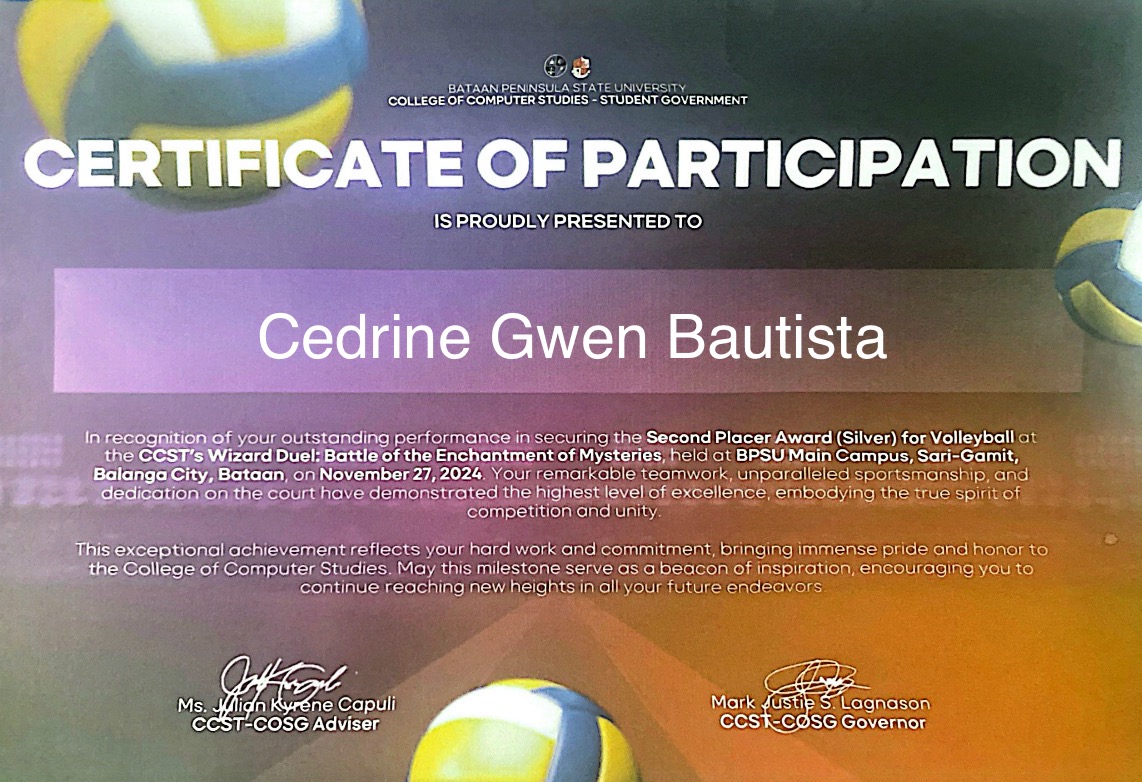 BATAAN PENINSULA STATE UNIVERSITY
COLLEGE OF COMPUTER STUDIES - STUDENT GOVERNMENT
CERTIFICATE OF PARTICIPATION
IS PROUDLY PRESENTED TO
Cedrine Gwen Bautista
In recognition of your outstanding performance in securing the Second Placer Award (Silver) for Volleyball at
the CCST's Wizard Duel: Battle of the Enchantment of Mysteries, held at BPSU Main Campus, Sari-Gamit,
Balanga City, Bataan, on November 27, 2024. Your remarkable teamwork, unparalleled sportsmanship, and
dedication on the court have demonstrated the highest level of excellence, embodying the true spirit of
competition and unity.
This exceptional achievement reflects your hard work and commitment, bringing immense pride and honor to
the College of Computer Studies. May this milestone serve as a beacon of inspiration, encouraging you to
continue reaching new heights in all your future endeavors.
Ms. Julian Kyrene Capuli
CCST-COSG Adviser
Mark Justie S. Lagnason
CCST-COSG Governor